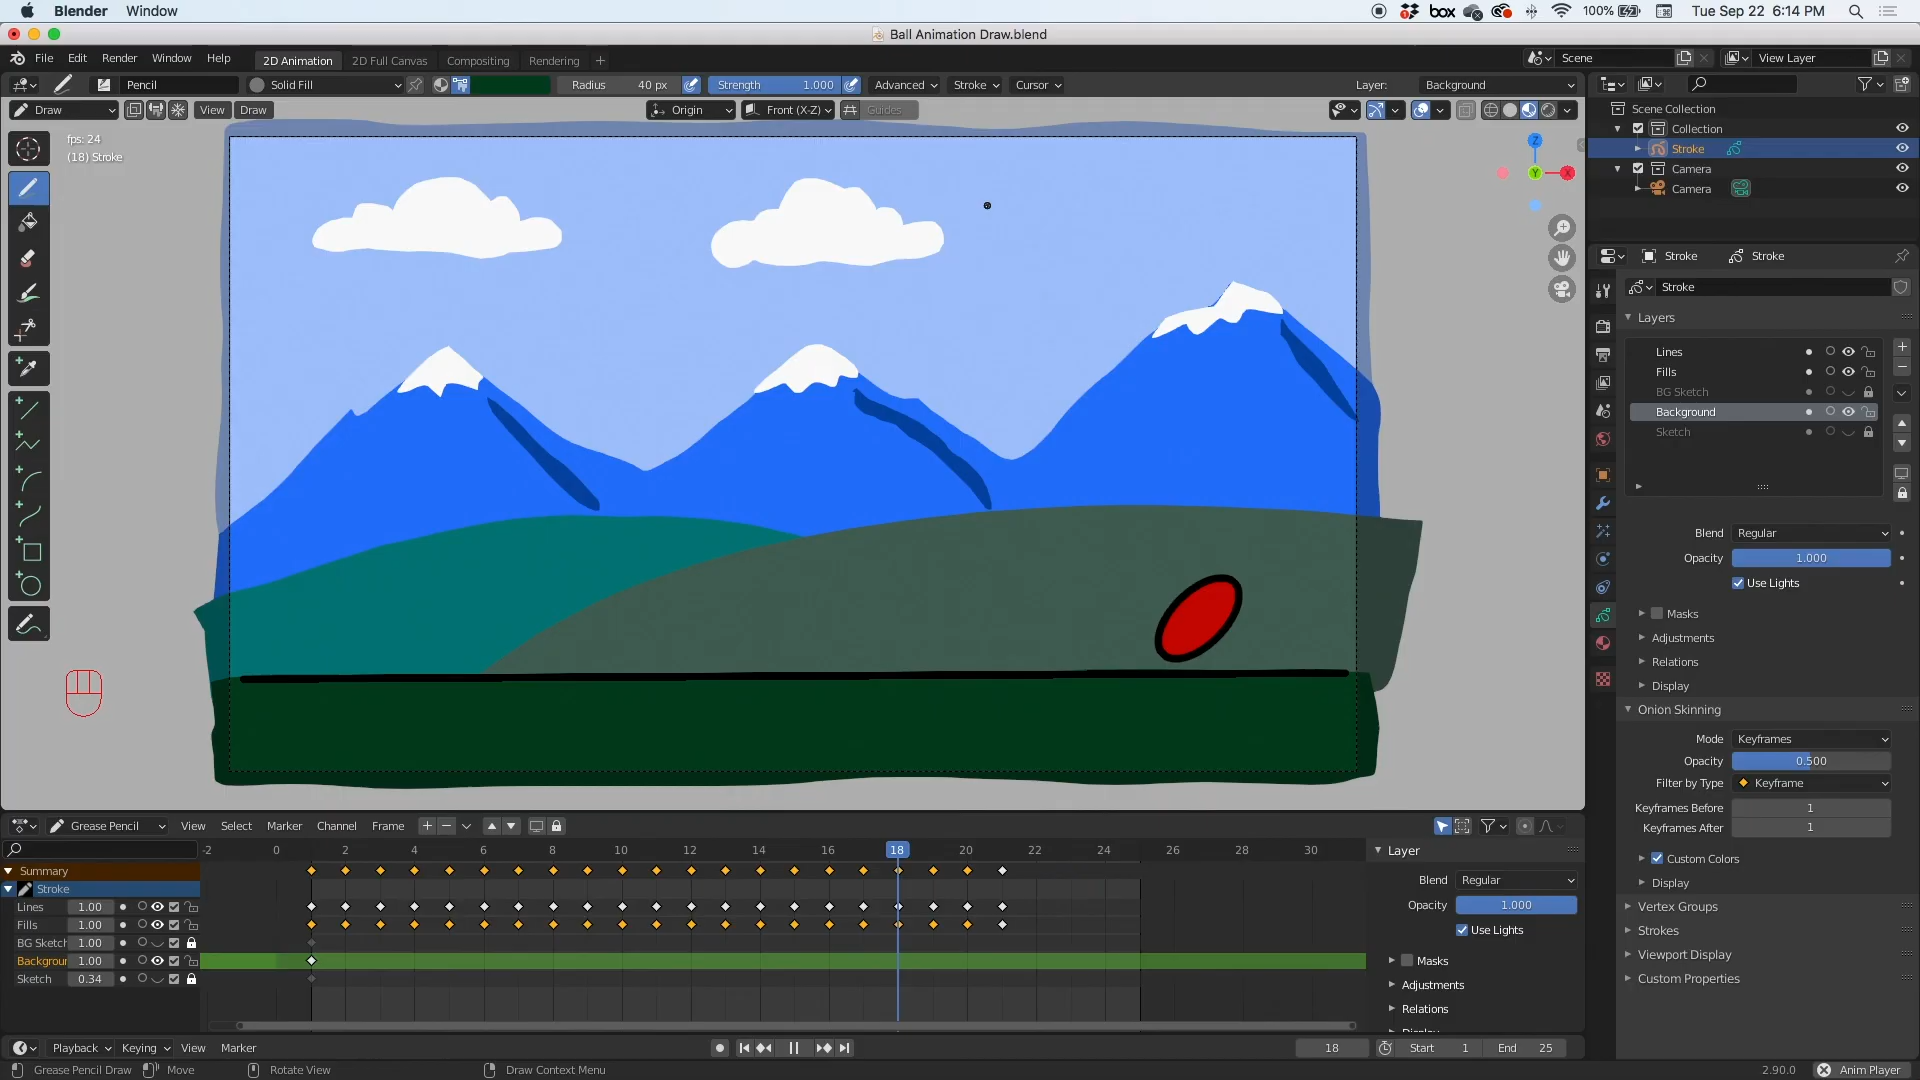 Blender Window 100% Tue Sep 22 6:14 PM
box
Ball Animation Draw.blend
File Edit Render Window Help 2D Animation 2D Full Canvas Compositing Rendering + Scene View Layer
Pencil Solid Fill Radius 40 px Strength 1.000 Advanced Stroke Cursor Layer: Background
Draw View Draw Origin Front (X-Z) Guides
fps: 24
(18) Stroke
Z
Y
X
Scene Collection
Collection
Stroke
Camera
Camera
Stroke Stroke
Stroke
Layers
Lines
Fills
BG Sketch
Background
Sketch
Blend Regular
Opacity 1.000
Use Lights
Masks
Adjustments
Relations
Display
Onion Skinning
Mode Keyframes
Opacity 0.500
Filter by Type Keyframe
Keyframes Before 1
Keyframes After 1
Custom Colors
Display
Vertex Groups
Strokes
Viewport Display
Custom Properties
Grease Pencil View Select Marker Channel Frame
-2 0 2 4 6 8 10 12 14 16 18 20 22 24 26 28 30
Summary
Stroke
Lines 1.00
Fills 1.00
BG Sketch 1.00
Backgrour 1.00
Sketch 0.34
Layer
Blend Regular
Opacity 1.000
Use Lights
Masks
Adjustments
Relations
Display
Playback Keying View Marker 18 Start 1 End 25
Grease Pencil Draw Move Rotate View Draw Context Menu 2.90.0 Anim Player